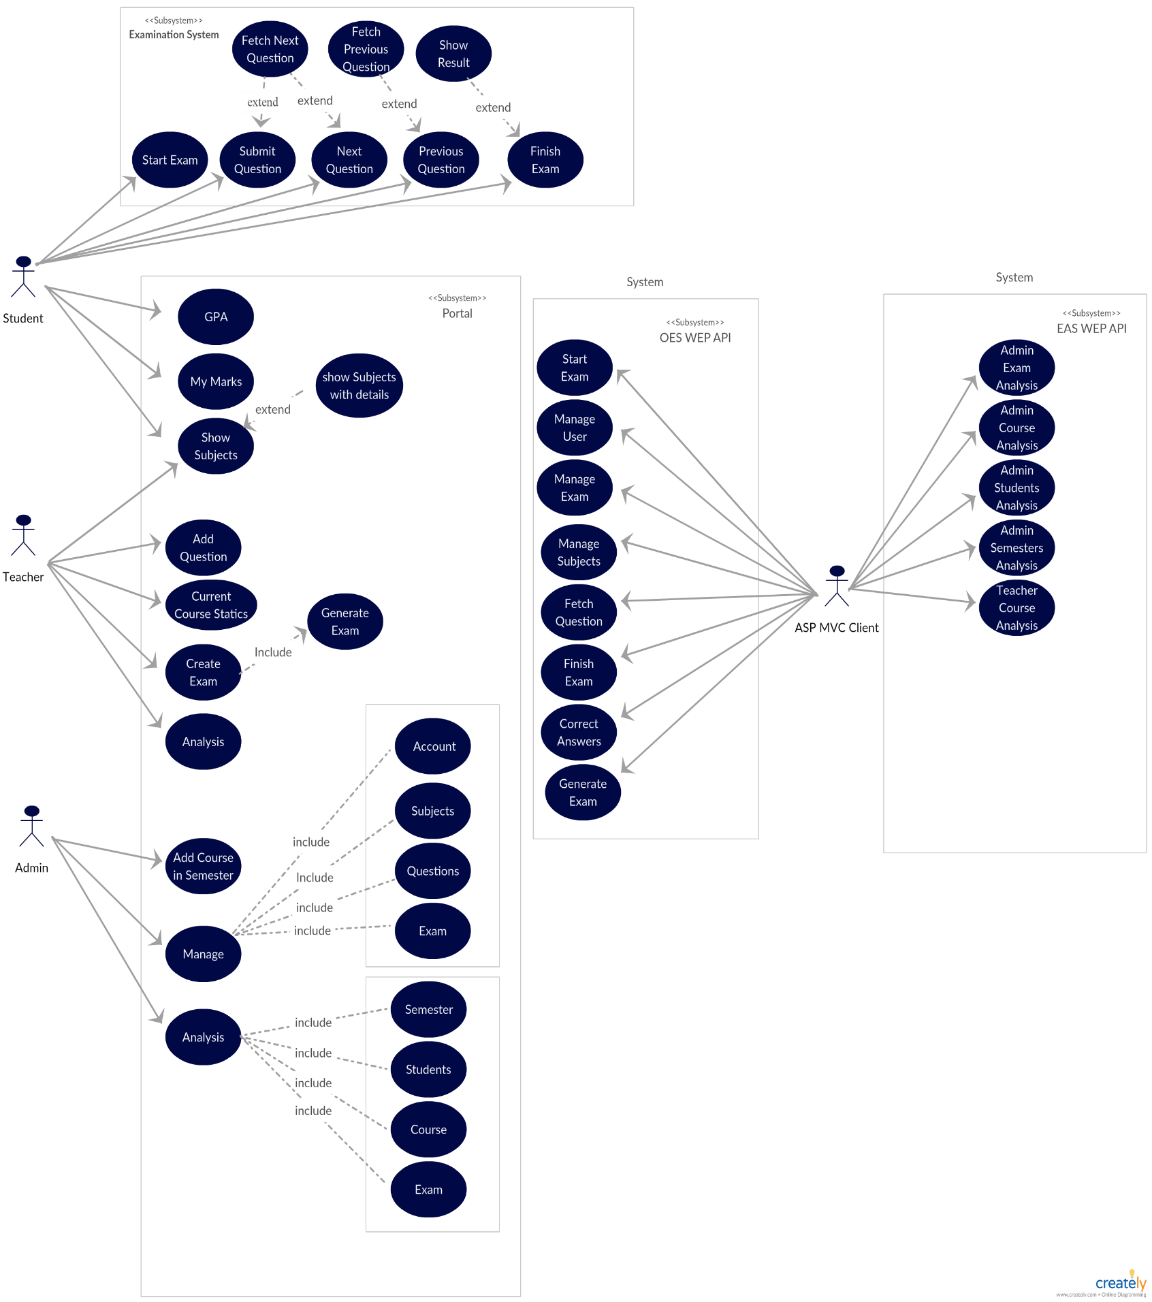 <<Subsystem>>
Examination System
Fetch Next
Question
Fetch
Previous
Question
Show
Result
extend
extend
extend
extend
Start Exam
Submit
Question
Next
Question
Previous
Question
Finish
Exam
Student
<<Subsystem>>
Portal
GPA
My Marks
show Subjects
with details
extend
Show
Subjects
Teacher
Add
Question
Current
Course Statics
Generate
Exam
Include
Create
Exam
Analysis
Admin
Add Course
in Semester
Manage
Analysis
include
Include
include
include
Account
Subjects
Questions
Exam
include
include
include
include
Semester
Students
Course
Exam
System
<<Subsystem>>
OES WEP API
Start
Exam
Manage
User
Manage
Exam
Manage
Subjects
Fetch
Question
Finish
Exam
Correct
Answers
Generate
Exam
ASP MVC Client
System
<<Subsystem>>
EAS WEP API
Admin
Exam
Analysis
Admin
Course
Analysis
Admin
Students
Analysis
Admin
Semesters
Analysis
Teacher
Course
Analysis
creately
www.creately.com • Online Diagramming